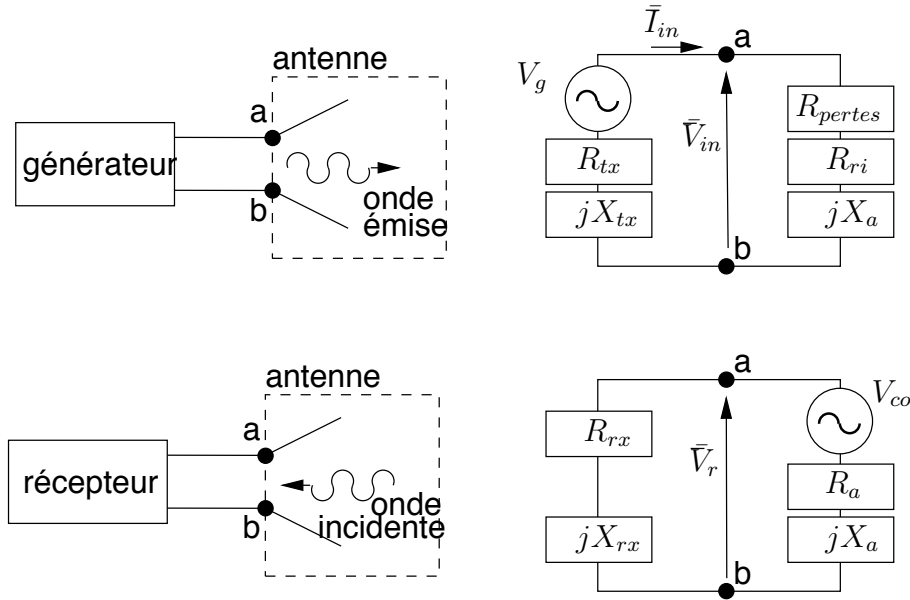 antenne
a
générateur
b
onde
émise
Ī_in
a
V_g
R_tx
jX_tx
V̄_in
R_pertes
R_ri
jX_a
b
antenne
a
récepteur
b
onde
incidente
a
R_rx
jX_rx
V̄_r
V_co
R_a
jX_a
b